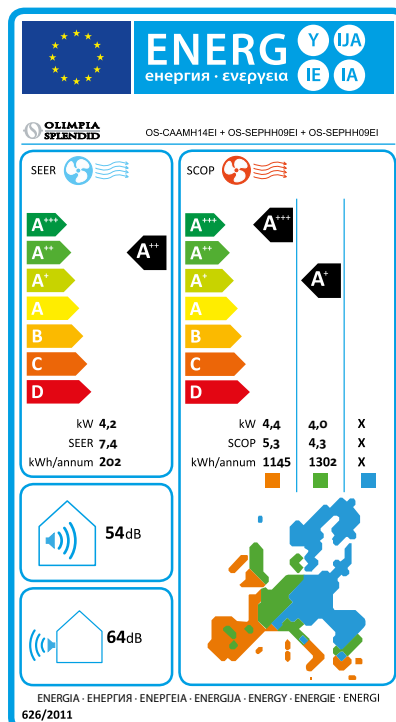 ENERG Y IJA
енергия · ενεργεια IE IA
OLIMPIA
SPLENDID
OS-CAAMH14EI + OS-SEPHH09EI + OS-SEPHH09EI
SEER
A+++
A++
A+
A
B
C
D
A++
kW 4,2
SEER 7,4
kWh/annum 202
SCOP
A+++
A++
A+
A
B
C
D
A+++
A+
kW 4,4 4,0 X
SCOP 5,3 4,3 X
kWh/annum 1145 1302 X
54dB
64dB
ENERGIA · ЕНЕРГИЯ · ΕΝΕΡΓΕΙΑ · ENERGIJA · ENERGY · ENERGIE · ENERGI
626/2011